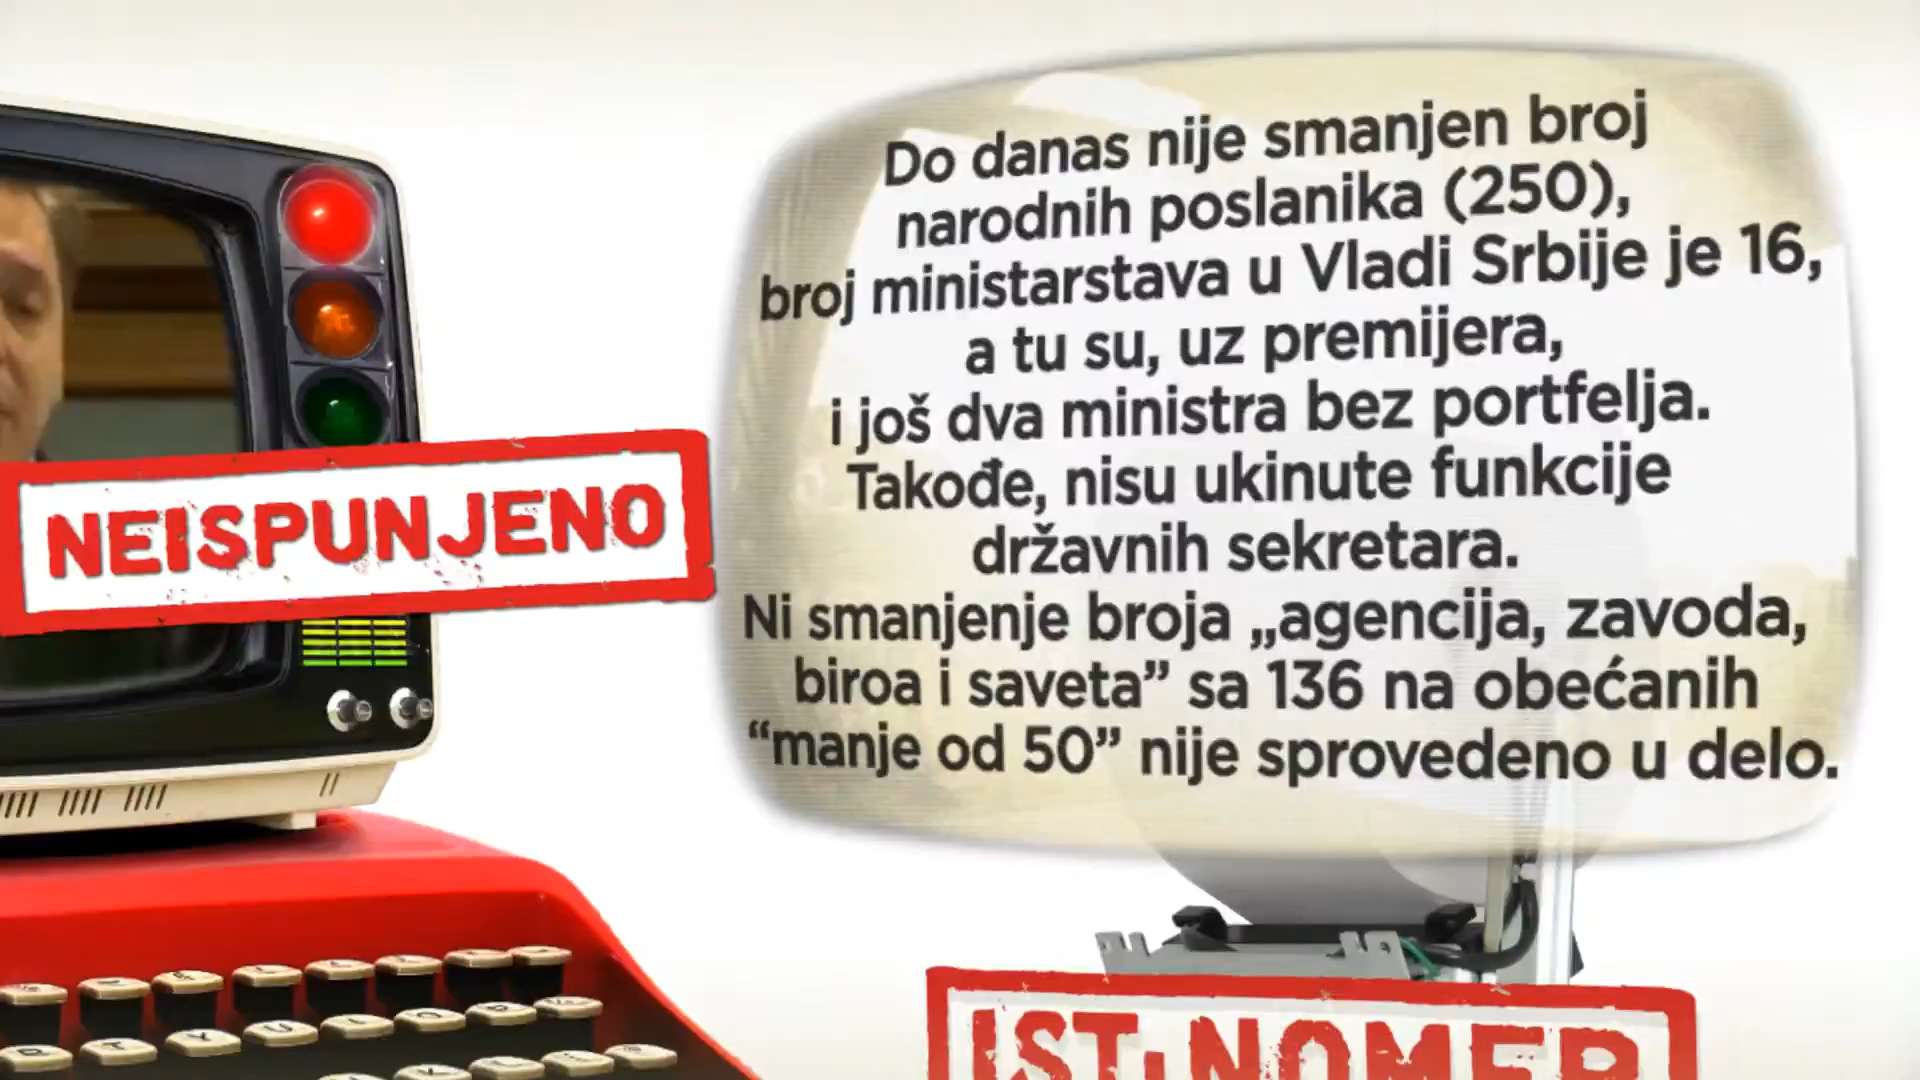 Do danas nije smanjen broj
narodnih poslanika (250),
broj ministarstava u Vladi Srbije je 16,
a tu su, uz premijera,
i još dva ministra bez portfelja.
Takođe, nisu ukinute funkcije
državnih sekretara.
Ni smanjenje broja „agencija, zavoda,
biroa i saveta” sa 136 na obećanih
“manje od 50” nije sprovedeno u delo.
NEISPUNJENO
IST
NOMER